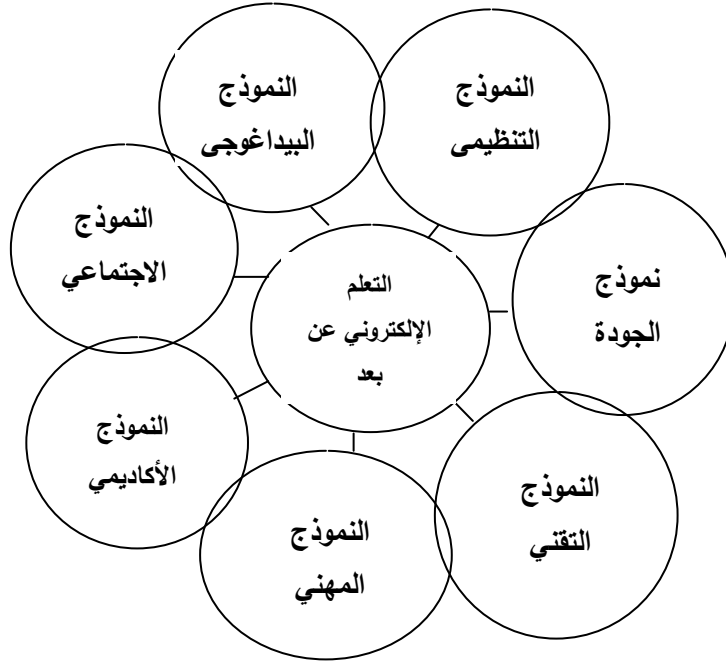 النموذج
التنظيمى
النموذج
البيداغوجى
نموذج
الجودة
النموذج
الاجتماعي
التعلم
الإلكتروني عن
بعد
النموذج
التقني
النموذج
الأكاديمي
النموذج
المهني